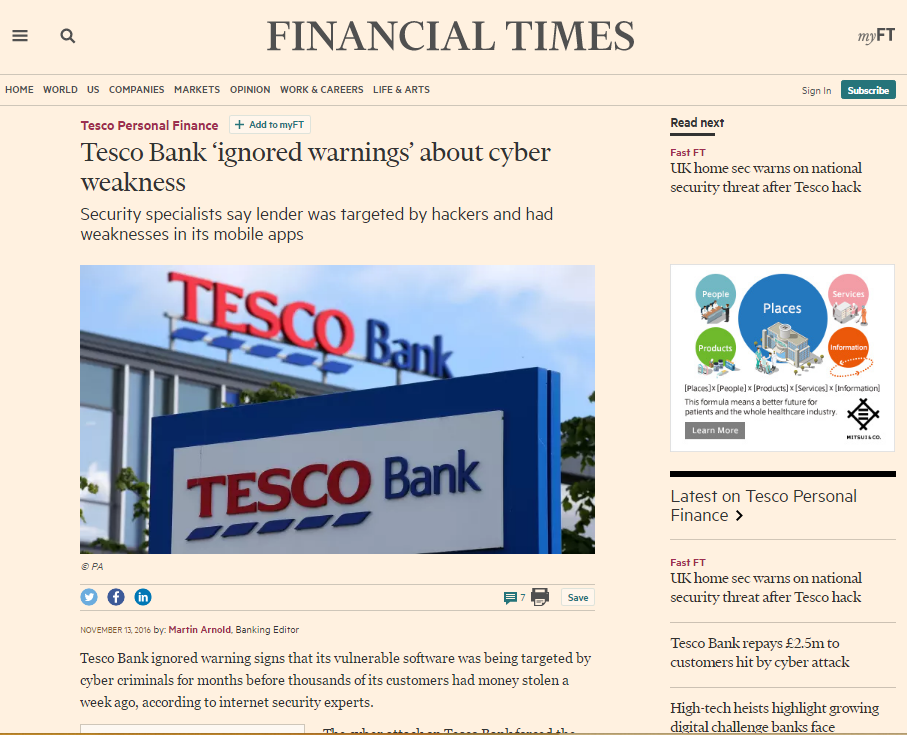 FINANCIAL TIMES
myFT
HOME WORLD US COMPANIES MARKETS OPINION WORK & CAREERS LIFE & ARTS
Sign In Subscribe
Tesco Personal Finance + Add to myFT
Tesco Bank ‘ignored warnings’ about cyber
weakness
Security specialists say lender was targeted by hackers and had
weaknesses in its mobile apps
TESCO Bank
TESCO Bank
© PA
7 Save
NOVEMBER 13, 2016 by: Martin Arnold, Banking Editor
Tesco Bank ignored warning signs that its vulnerable software was being targeted by
cyber criminals for months before thousands of its customers had money stolen a
week ago, according to internet security experts.
The cyber attack on Tesco Bank forced the
Read next
Fast FT
UK home sec warns on national
security threat after Tesco hack
People
Places
Services
Products
Information
[Places]x[People]x[Products]x[Services]x[Information]
This formula means a better future for
patients and the whole healthcare industry.
Learn More
MITSUI & CO.
Latest on Tesco Personal
Finance >
Fast FT
UK home sec warns on national
security threat after Tesco hack
Tesco Bank repays £2.5m to
customers hit by cyber attack
High-tech heists highlight growing
digital challenge banks face